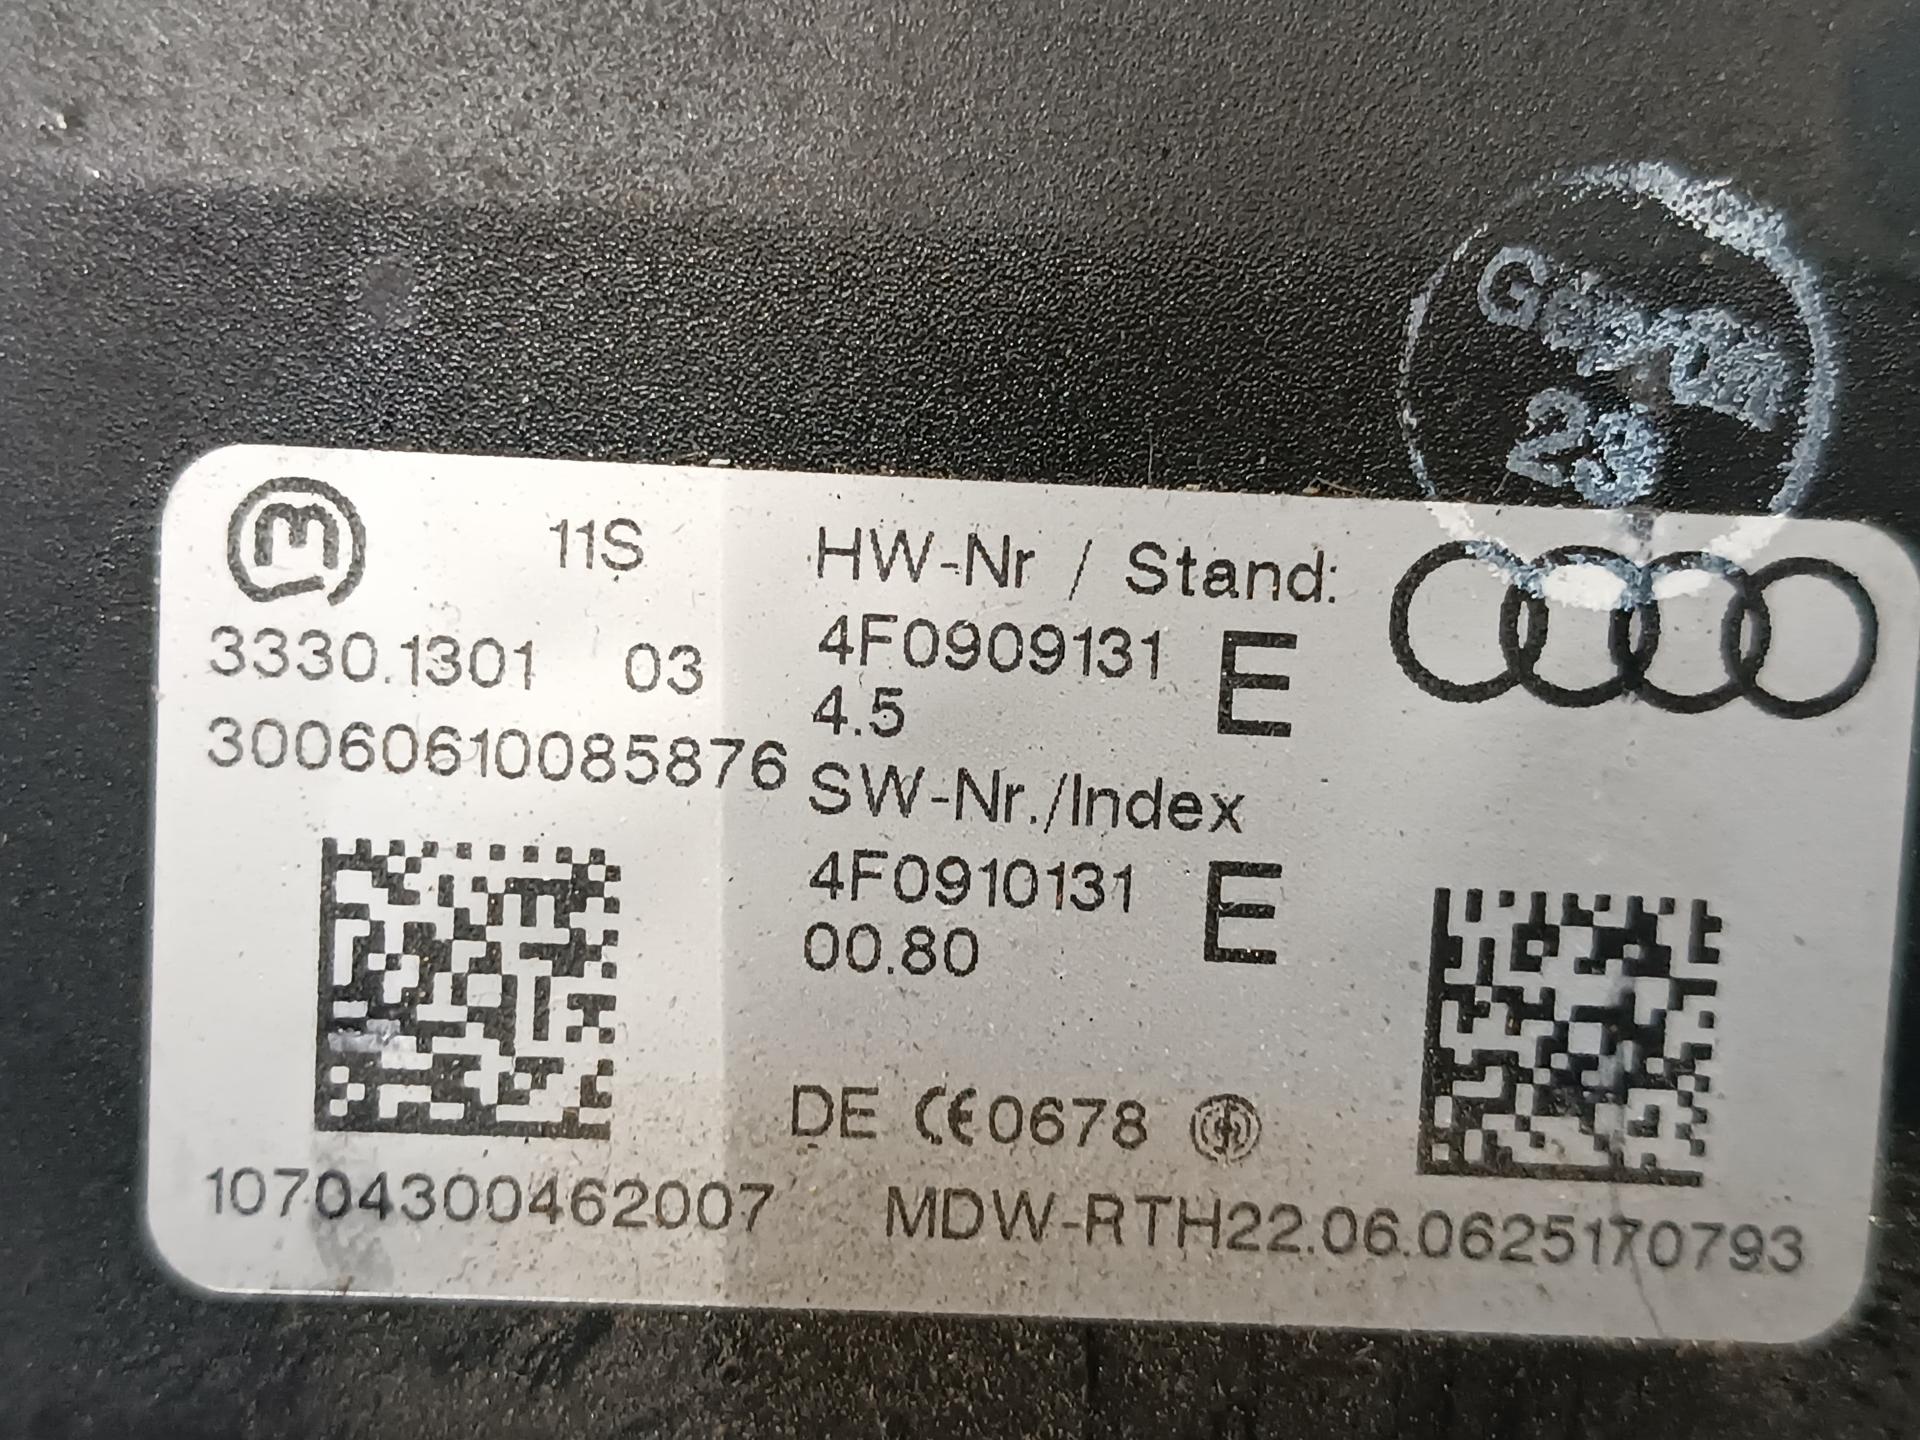 Geprüft
23
m
11S
3330.1301 03
30060610085876
HW-Nr / Stand:
4F0909131 E
4.5
SW-Nr./Index
4F0910131 E
00.80
DE CE0678
10704300462007
MDW-RTH22.06.0625170793